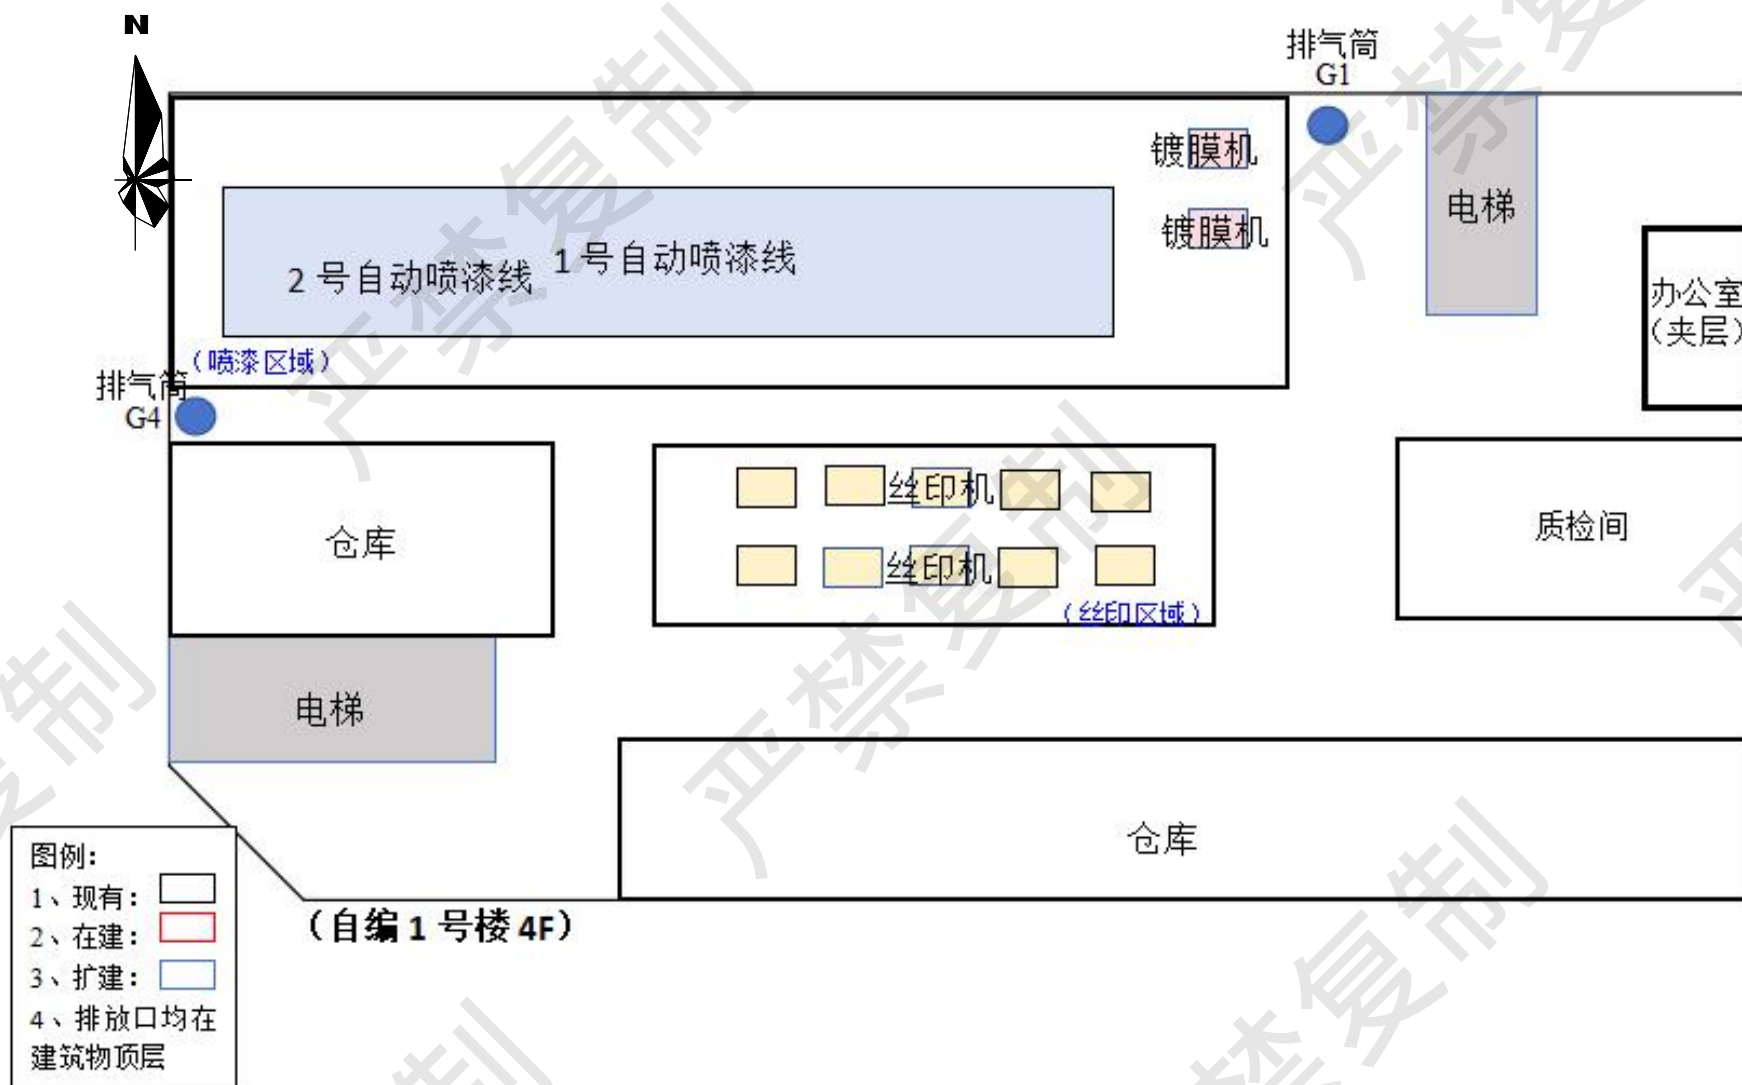 N
排气筒
G1
镀膜机
镀膜机
电梯
1号自动喷漆线
2号自动喷漆线
办公室
（夹层）
（喷漆区域）
排气筒
G4
丝印机
仓库
质检间
丝印机
（丝印区域）
电梯
仓库
图例：
1、现有：
2、在建：
3、扩建：
4、排放口均在
建筑物顶层
（自编1号楼4F）
严禁复制
严禁复制
严禁复制